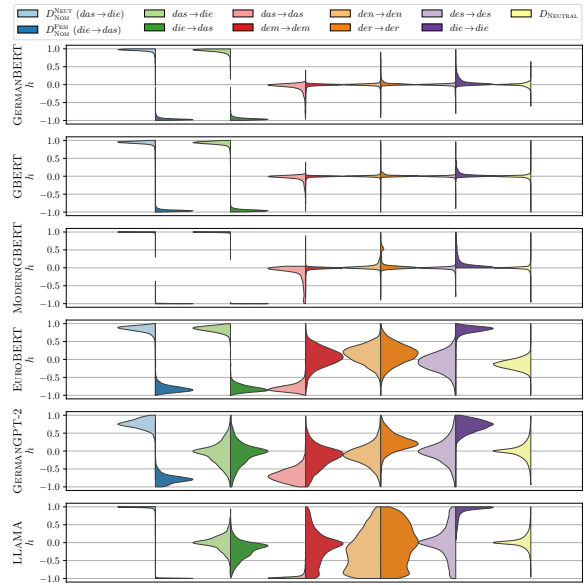 D^NEUT_NOM (das→die) das→die das→das den→den des→des D_NEUTRAL
D^FEM_NOM (die→das) die→das dem→dem der→der die→die
GERMANBERT
h
1.0
0.5
0.0
−0.5
−1.0
GBERT
h
1.0
0.5
0.0
−0.5
−1.0
MODERNGBERT
h
1.0
0.5
0.0
−0.5
−1.0
EUROBERT
h
1.0
0.5
0.0
−0.5
−1.0
GERMANGPT-2
h
1.0
0.5
0.0
−0.5
−1.0
LLAMA
h
1.0
0.5
0.0
−0.5
−1.0